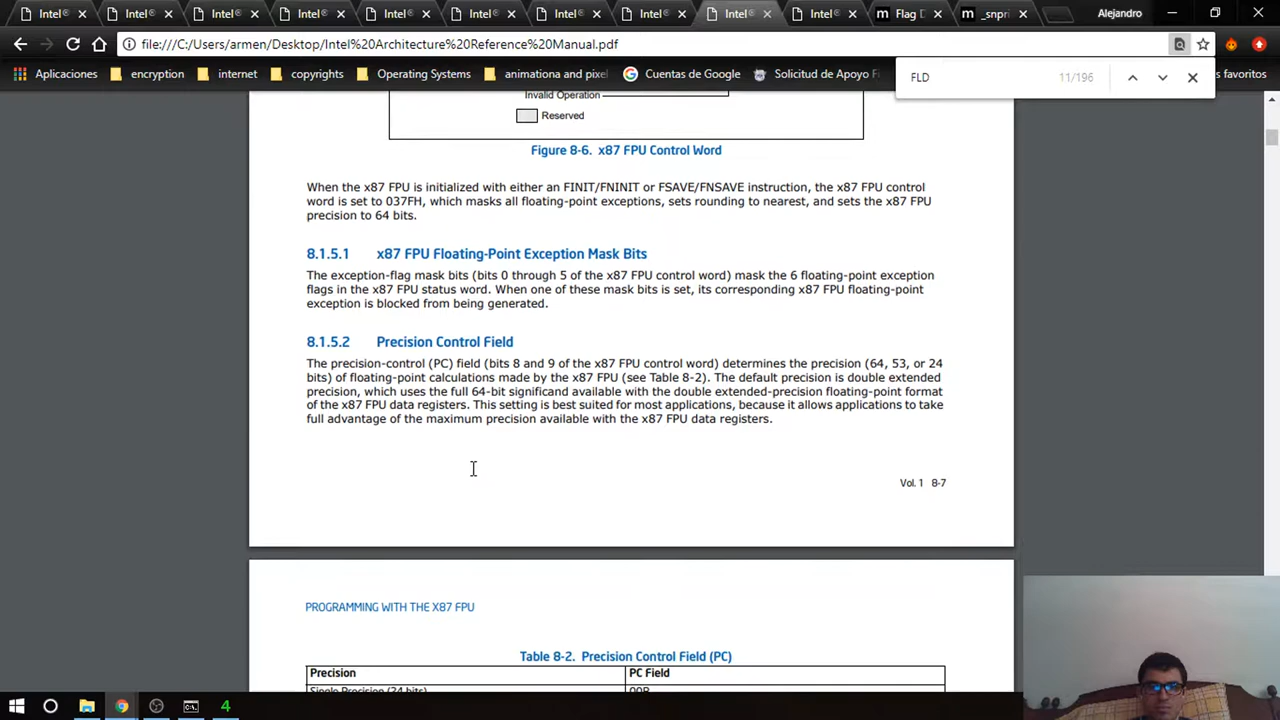 Intel®
Intel®
Intel®
Intel®
Intel®
Intel®
Intel®
Intel®
Intel®
Intel®
Flag D
_snpri
Alejandro
file:///C:/Users/armen/Desktop/Intel%20Architecture%20Reference%20Manual.pdf
Aplicaciones
encryption
internet
copyrights
Operating Systems
animationa and pixel
Cuentas de Google
Solicitud de Apoyo Fi
s favoritos
FLD
11/196
Invalid Operation
Reserved
Figure 8-6. x87 FPU Control Word
When the x87 FPU is initialized with either an FINIT/FNINIT or FSAVE/FNSAVE instruction, the x87 FPU control
word is set to 037FH, which masks all floating-point exceptions, sets rounding to nearest, and sets the x87 FPU
precision to 64 bits.
8.1.5.1 x87 FPU Floating-Point Exception Mask Bits
The exception-flag mask bits (bits 0 through 5 of the x87 FPU control word) mask the 6 floating-point exception
flags in the x87 FPU status word. When one of these mask bits is set, its corresponding x87 FPU floating-point
exception is blocked from being generated.
8.1.5.2 Precision Control Field
The precision-control (PC) field (bits 8 and 9 of the x87 FPU control word) determines the precision (64, 53, or 24
bits) of floating-point calculations made by the x87 FPU (see Table 8-2). The default precision is double extended
precision, which uses the full 64-bit significand available with the double extended-precision floating-point format
of the x87 FPU data registers. This setting is best suited for most applications, because it allows applications to take
full advantage of the maximum precision available with the x87 FPU data registers.
Vol. 1 8-7
PROGRAMMING WITH THE X87 FPU
Table 8-2. Precision Control Field (PC)
Precision
PC Field
Single Precision (24 bits)
00B